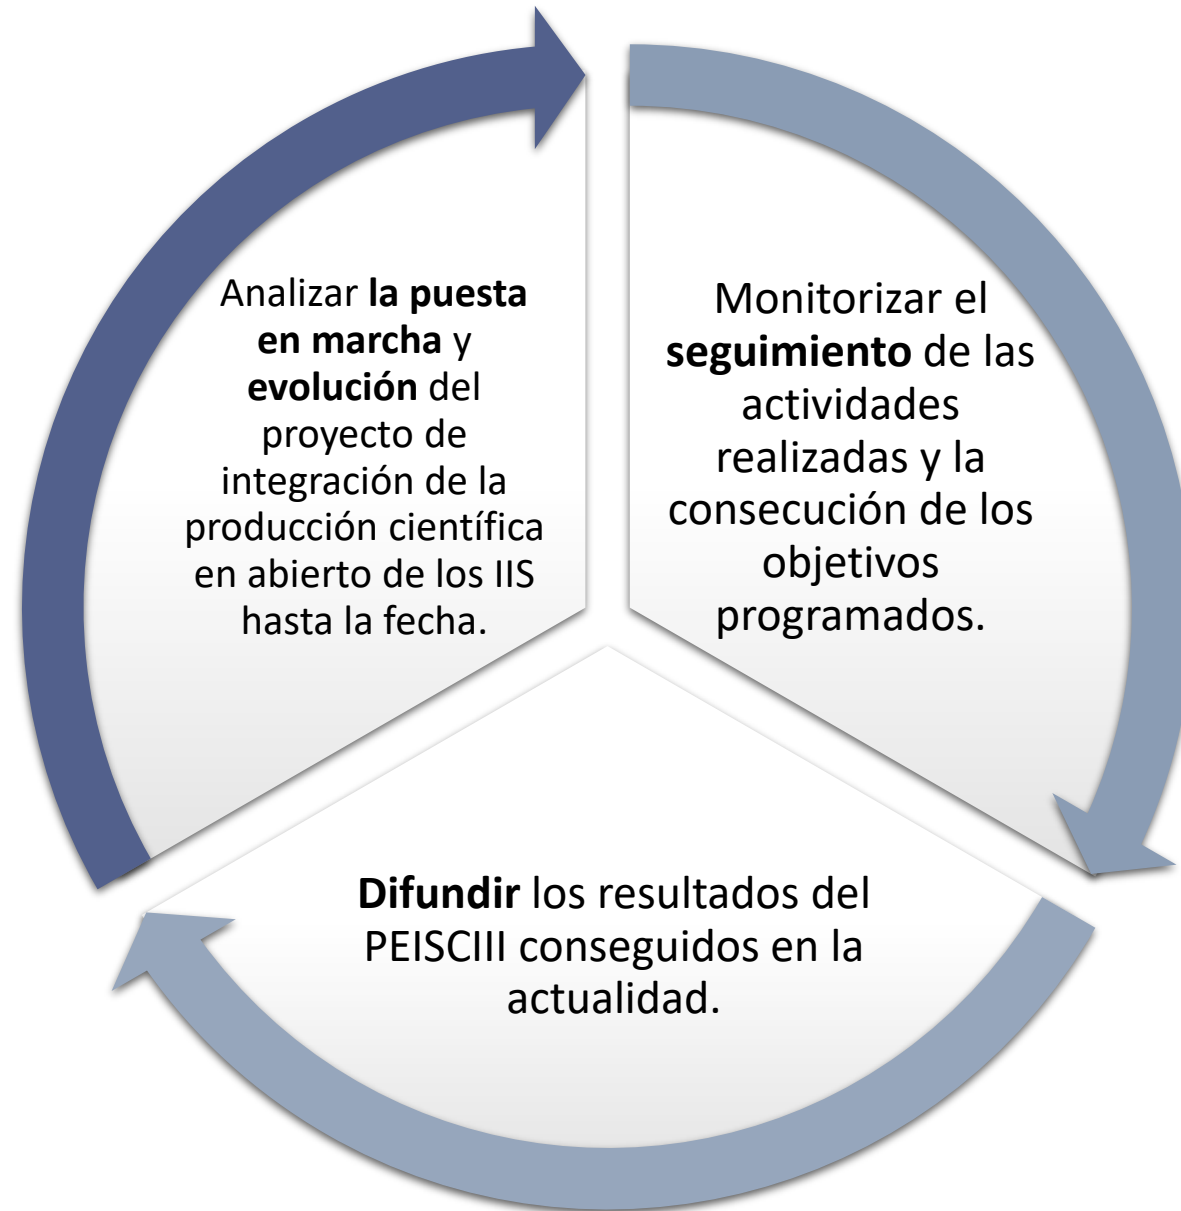 Analizar la puesta
en marcha y
evolución del
proyecto de
integración de la
producción científica
en abierto de los IIS
hasta la fecha.
Monitorizar el
seguimiento de las
actividades
realizadas y la
consecución de los
objetivos
programados.
Difundir los resultados del
PEISCIII conseguidos en la
actualidad.